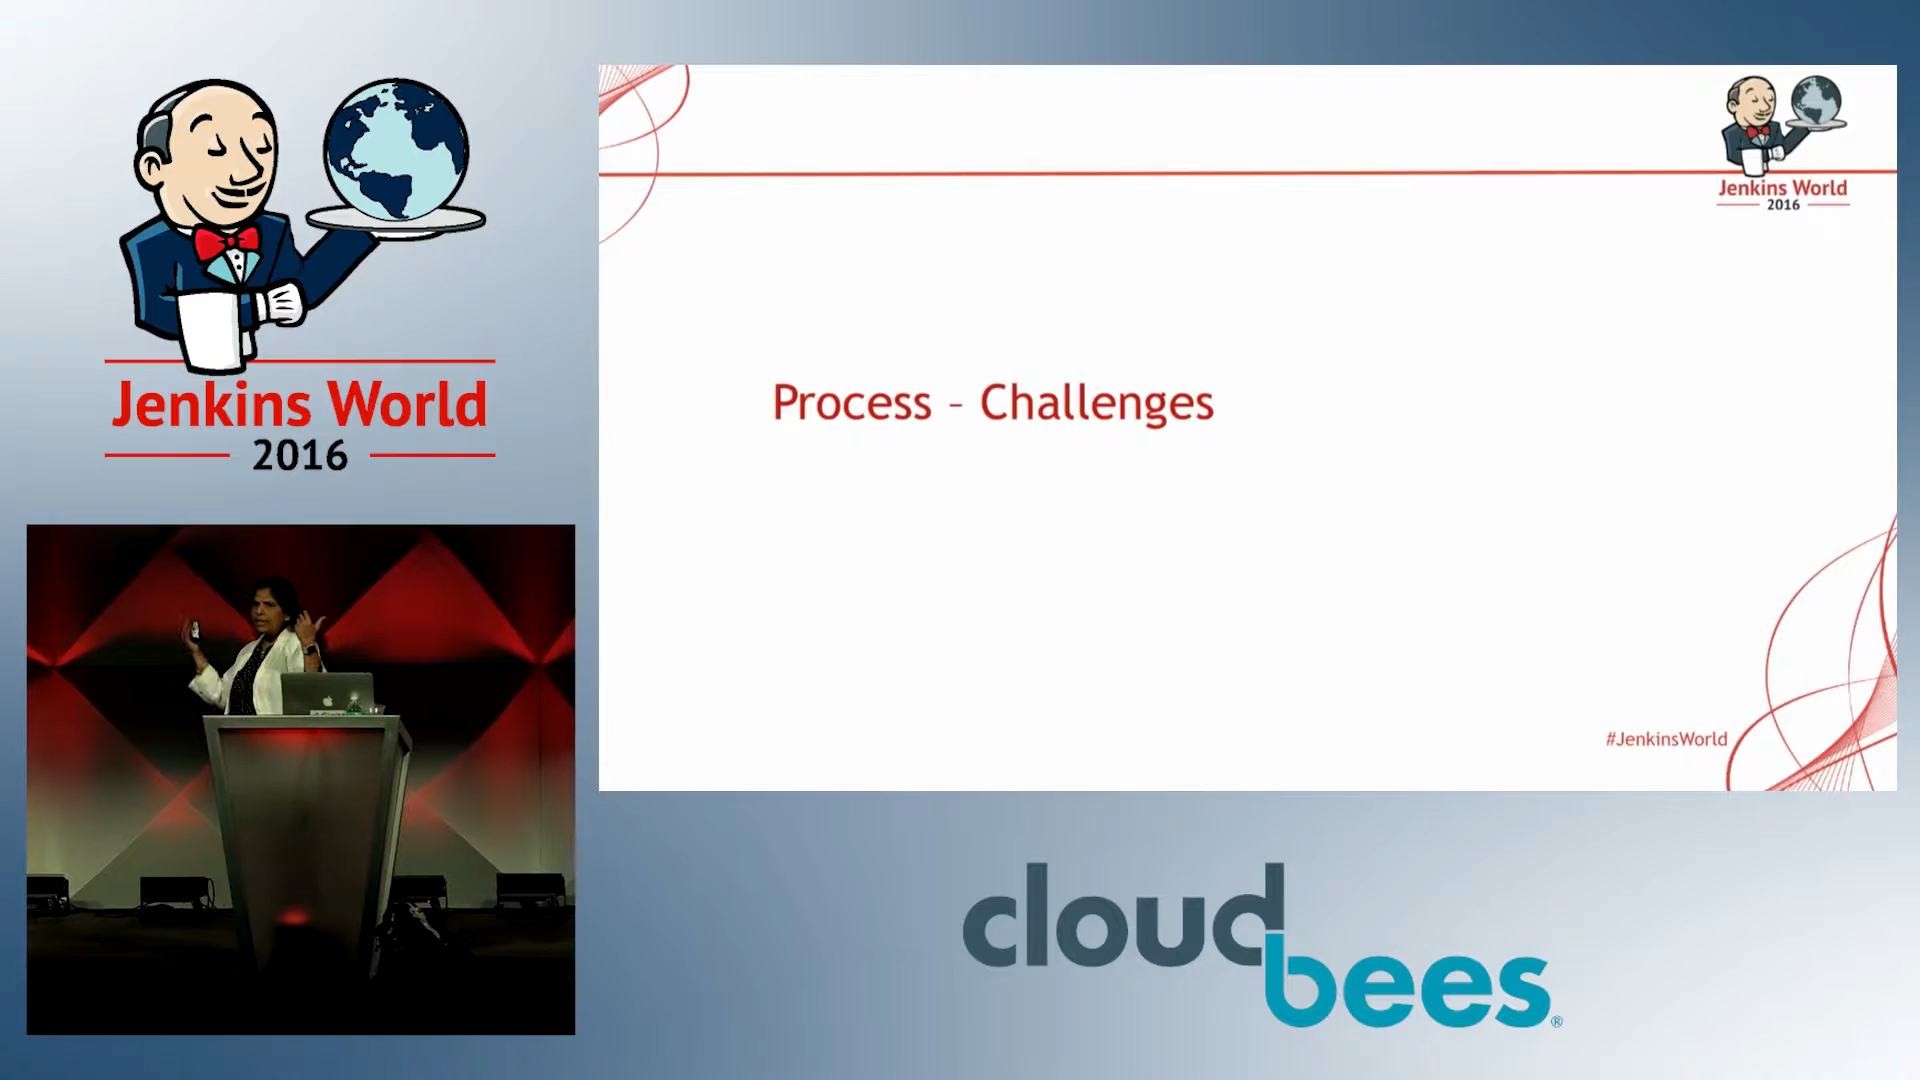 Jenkins World
2016
Jenkins World
2016
Process – Challenges
#JenkinsWorld
cloud
bees®